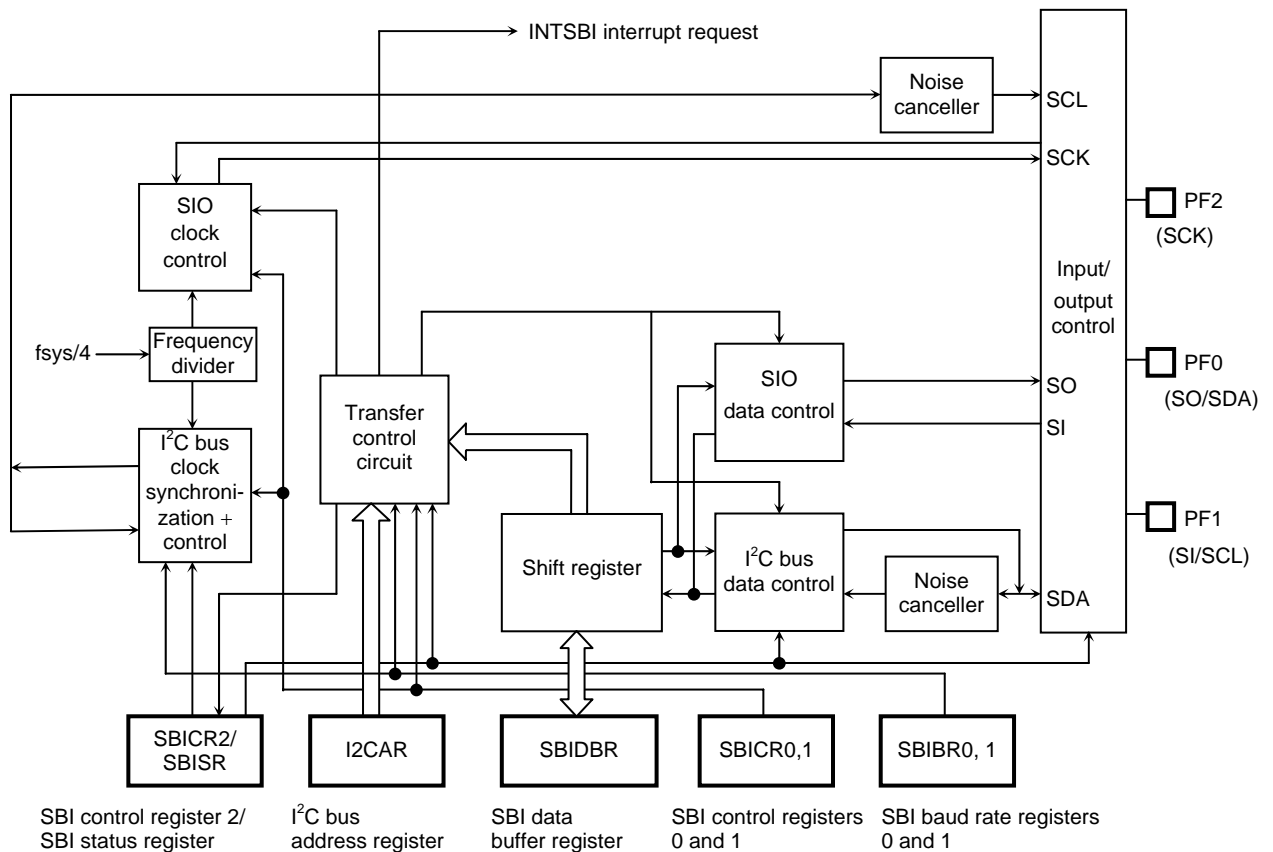 INTSBI interrupt request
Noise
canceller
SCL
SCK
SIO
clock
control
PF2
(SCK)
Input/
output
control
fsys/4
Frequency
divider
SIO
data control
SO
SI
PF0
(SO/SDA)
Transfer
control
circuit
I²C bus
clock
synchroni-
zation +
control
Shift register
I²C bus
data control
Noise
canceller
SDA
PF1
(SI/SCL)
SBICR2/
SBISR
I2CAR
SBIDBR
SBICR0,1
SBIBR0, 1
SBI control register 2/
SBI status register
I²C bus
address register
SBI data
buffer register
SBI control registers
0 and 1
SBI baud rate registers
0 and 1